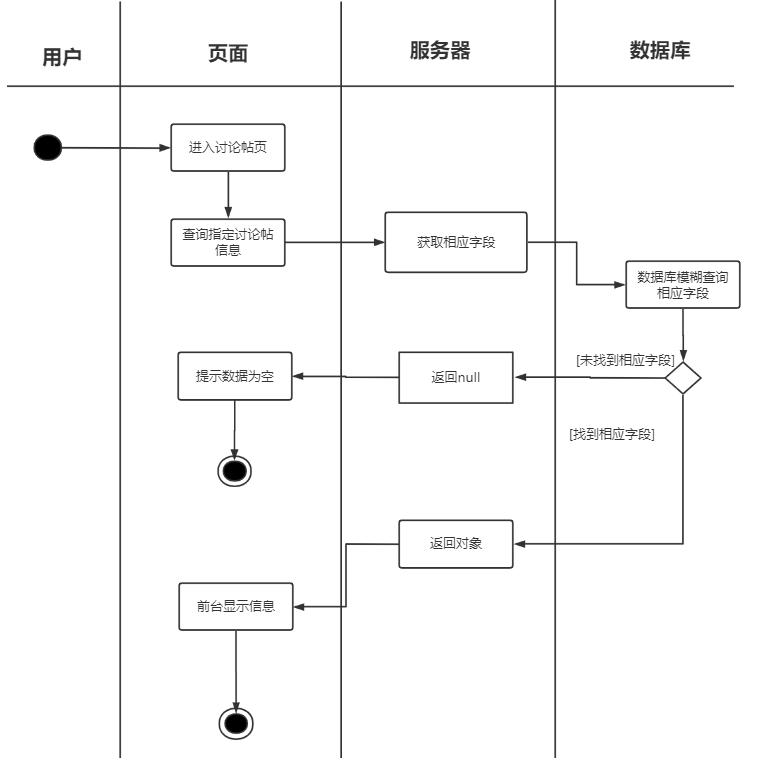 用户
页面
服务器
数据库
进入讨论帖页
查询指定讨论帖
信息
获取相应字段
数据库模糊查询
相应字段
[未找到相应字段]
提示数据为空
返回null
[找到相应字段]
返回对象
前台显示信息